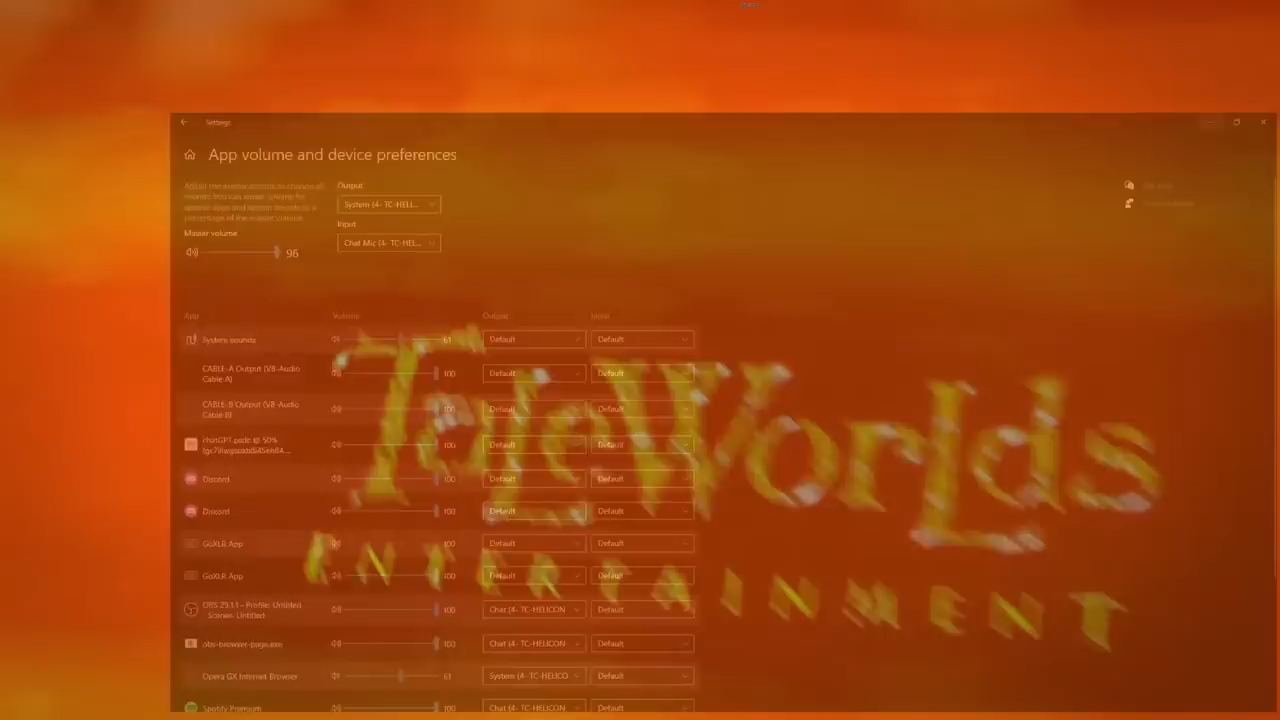 Settings
App volume and device preferences
Output
System (4- TC-HELI...
Input
Chat Mic (4- TC-HEL...
Master volume
96
App Volume Output Input
System sounds 61 Default Default
CABLE-A Output (VB-Audio
Cable A) 100 Default Default
CABLE-B Output (VB-Audio
Cable B) 100 Default Default
100 Default Default
Discord 100 Default Default
Discord 100 Default Default
GoXLR App 100 Default Default
GoXLR App 100 Default Default
OBS 29.1.1 - Profile: Untitled
- Scenes: Untitled 100 Chat (4- TC-HELICON Default
obs-browser-page.exe 100 Chat (4- TC-HELICON Default
Opera GX Internet Browser 61 System (4- TC-HELICO Default
Spotify Premium 100 Chat (4- TC-HELICON Default
TaleWorlds
ENTERTAINMENT